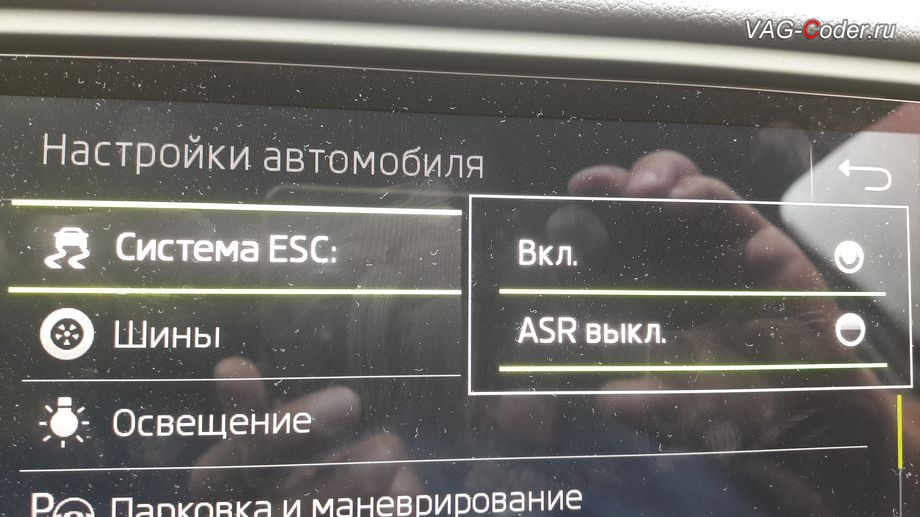 VAG-Coder.ru
Настройки автомобиля
Система ESC:
Вкл.
ASR выкл.
Шины
Освещение
Парковка и маневрирование